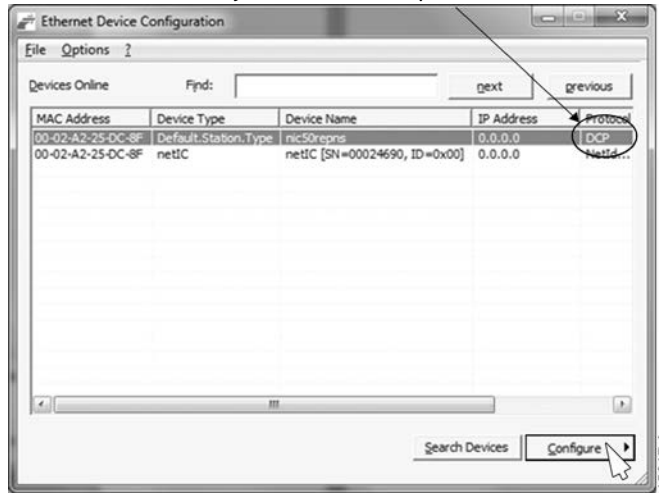 Ethernet Device Configuration
File Options ?
Devices Online Find: next previous
MAC Address Device Type Device Name IP Address Protocol
00-02-A2-25-DC-8F Default.Station.Type nic50repns 0.0.0.0 DCP
00-02-A2-25-DC-8F netIC netIC [SN=00024690, ID=0x00] 0.0.0.0 NetId...
Search Devices Configure